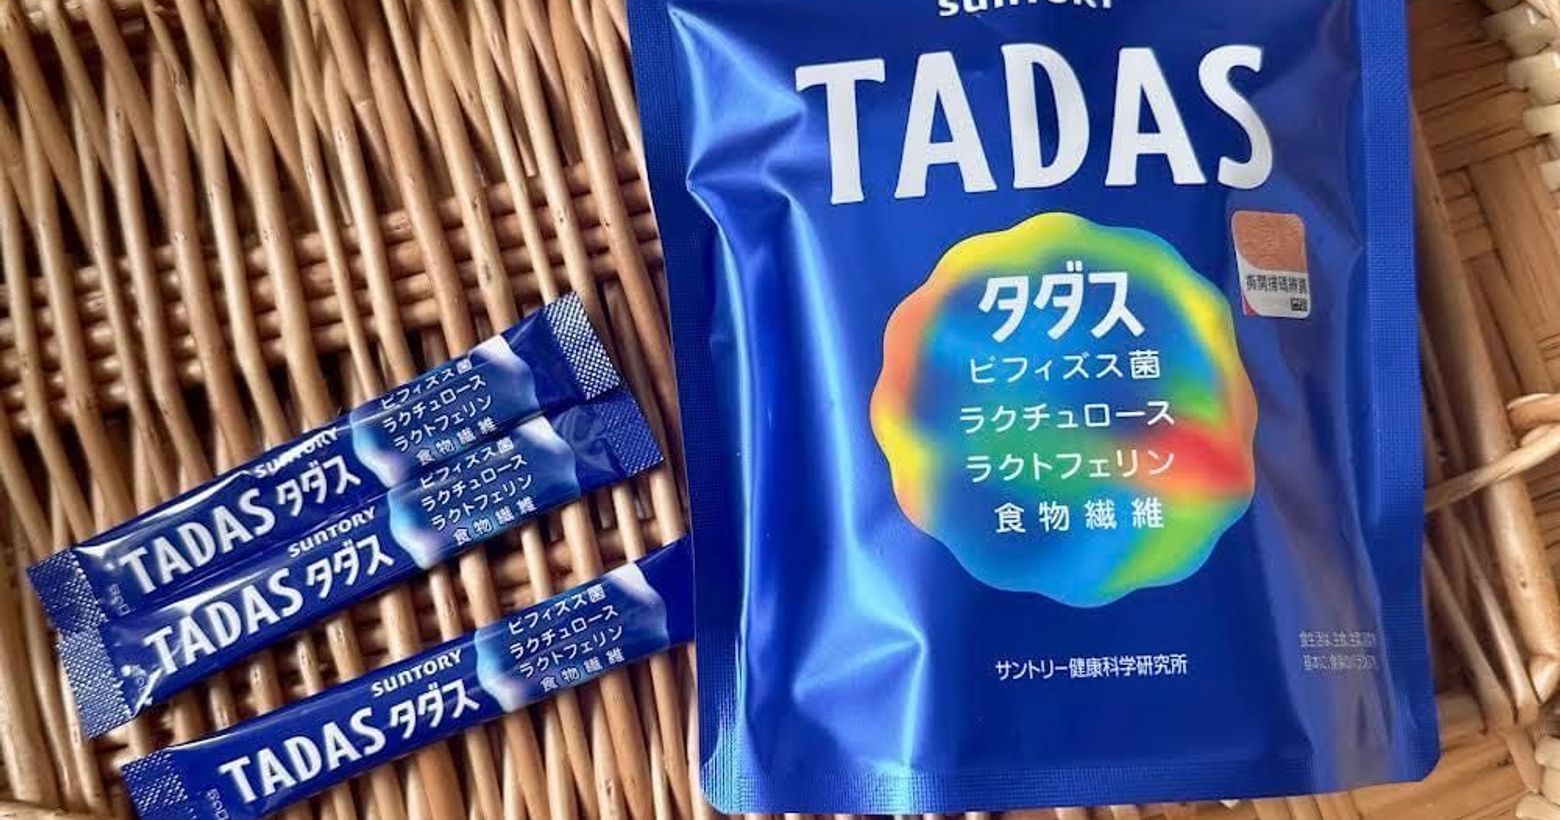 SUNTORY
TADAS
タダス
ビフィズス菌
ラクチュロース
ラクトフェリン
食物繊維
サントリー健康科学研究所
SUNTORY
TADAS タダス
ビフィズス菌
ラクチュロース
ラクトフェリン
食物繊維
SUNTORY
TADAS タダス
ビフィズス菌
ラクチュロース
ラクトフェリン
食物繊維
SUNTORY
TADAS タダス
ビフィズス菌
ラクチュロース
ラクトフェリン
食物繊維